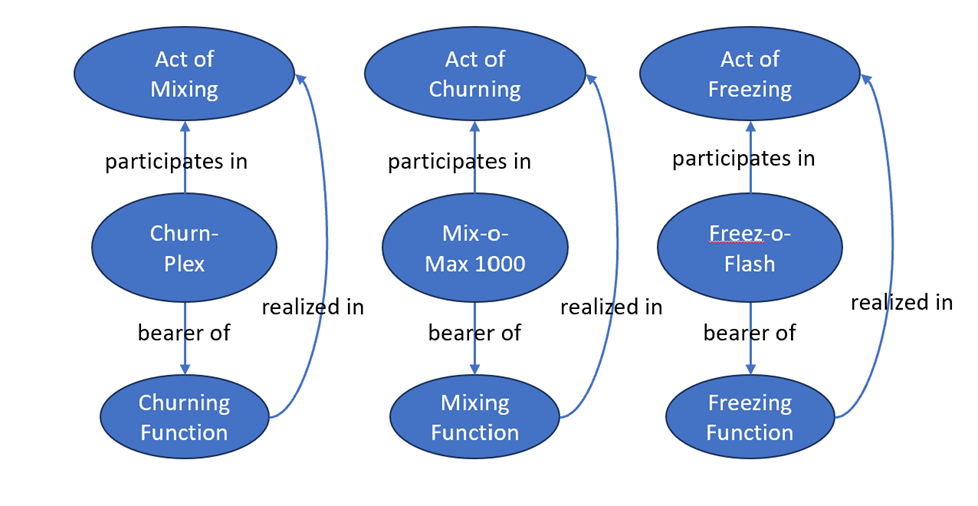 Act of
Mixing
Act of
Churning
Act of
Freezing
participates in
participates in
participates in
Churn-
Plex
Mix-o-
Max 1000
Freez-o-
Flash
realized in
realized in
realized in
bearer of
bearer of
bearer of
Churning
Function
Mixing
Function
Freezing
Function